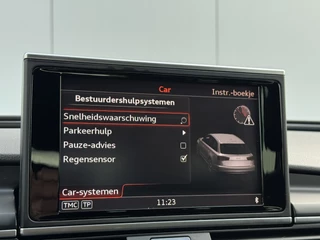 Car
Instr.-boekje
Bestuurdershulpsystemen
Snelheidswaarschuwing
Parkeerhulp
Pauze-advies
Regensensor
Car-systemen
TMC TP
11:23